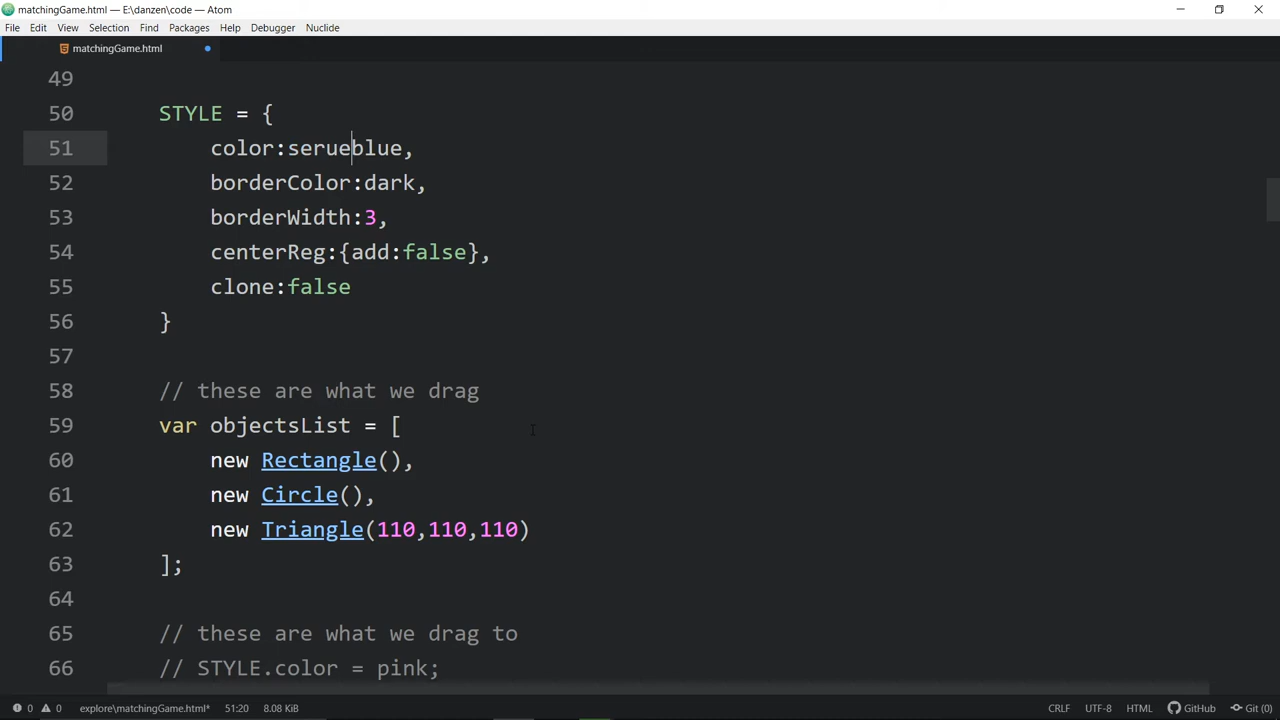 matchingGame.html — E:\danzen\code — Atom
File Edit View Selection Find Packages Help Debugger Nuclide
matchingGame.html
49
50 STYLE = {
51 color:serueblue,
52 borderColor:dark,
53 borderWidth:3,
54 centerReg:{add:false},
55 clone:false
56 }
57
58 // these are what we drag
59 var objectsList = [
60 new Rectangle(),
61 new Circle(),
62 new Triangle(110,110,110)
63 ];
64
65 // these are what we drag to
66 // STYLE.color = pink;
0 0 explore\matchingGame.html* 51:20 8.08 KiB CRLF UTF-8 HTML GitHub Git (0)